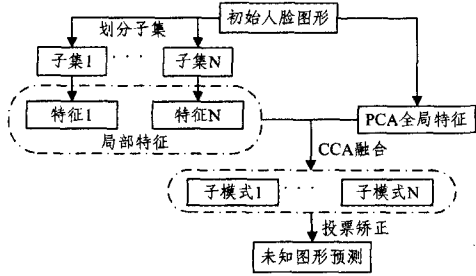 初始人脸图形
划分子集
子集1 · · · 子集N
特征1 特征N
局部特征
PCA全局特征
CCA融合
子模式1 · · · 子模式N
投票矫正
未知图形预测